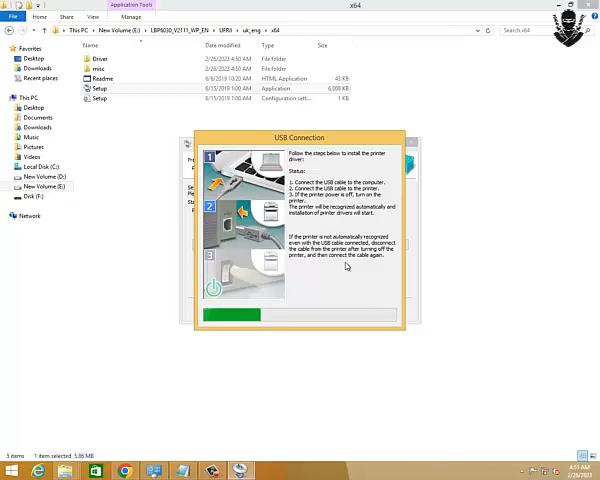 Application Tools
x64
File
Home
Share
View
Manage
This PC
New Volume (E:)
LBP6030_V2111_WP_EN
UFRII
uk_eng
x64
Search x64
Name
Date modified
Type
Size
Favorites
Desktop
Downloads
Recent places
This PC
Desktop
Documents
Downloads
Music
Pictures
Videos
Local Disk (C:)
New Volume (D:)
New Volume (E:)
Disk (F:)
Network
Driver 2/26/2023 4:50 AM File folder
misc 2/26/2023 4:50 AM File folder
Readme 6/6/2019 10:20 AM HTML Application 43 KB
Setup 6/15/2019 1:00 AM Application 6,008 KB
Setup 6/15/2019 1:00 AM Configuration sett... 1 KB
USB Connection
1
2
3
Follow the steps below to install the printer
driver:
Status:
1. Connect the USB cable to the computer.
2. Connect the USB cable to the printer.
3. If the printer power is off, turn on the
printer.
The printer will be recognized automatically and
installation of printer drivers will start.
If the printer is not automatically recognized
even with the USB cable connected, disconnect
the cable from the printer after turning off the
printer, and then connect the cable again.
5 items
1 item selected 5.86 MB
4:51 AM
2/26/2023